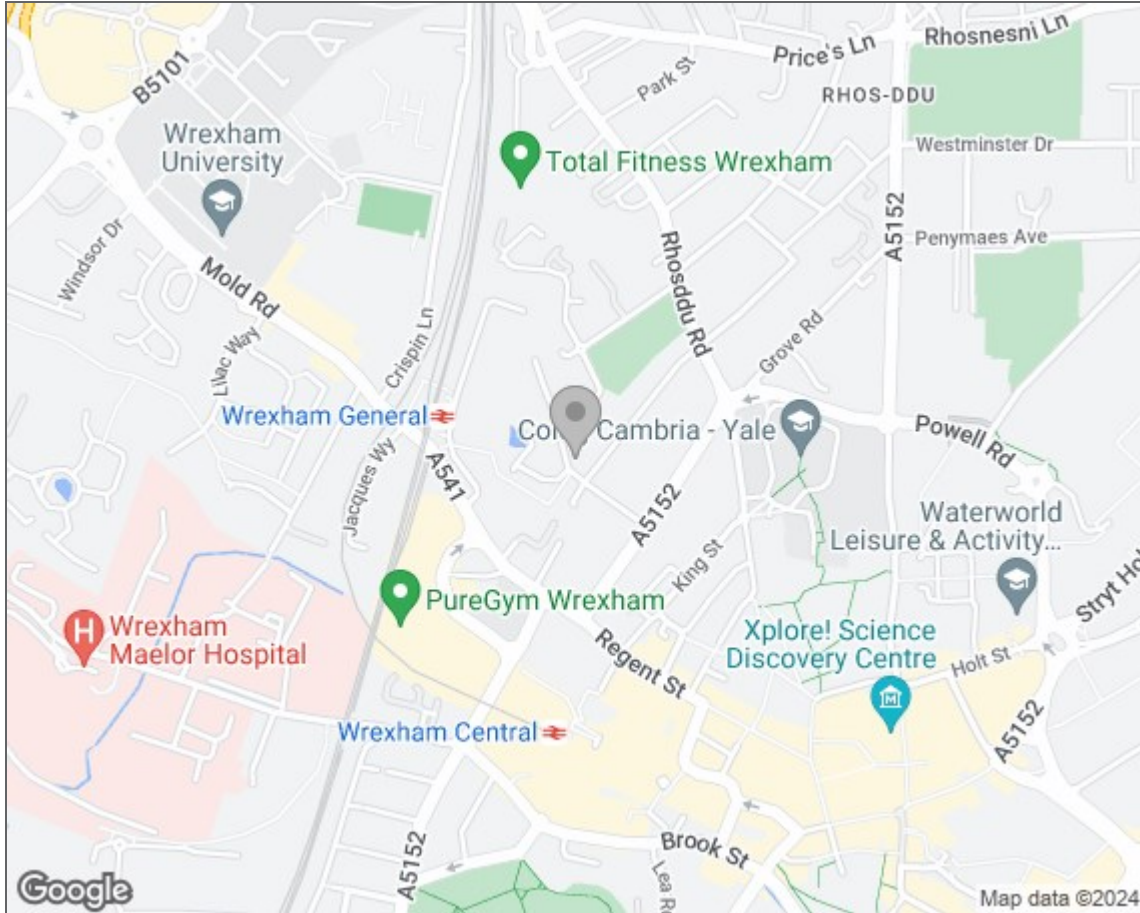 Price's Ln
Rhosnesni Ln
B5101
Park St
RHOS-DDU
Wrexham
University
Total Fitness Wrexham
Westminster Dr
A5152
Penymaes Ave
Windsor Dr
Mold Rd
Rhosddu Rd
Crispin Ln
Grove Rd
Lilac Way
Wrexham General
Cambria - Yale
Powell Rd
Jacques Wy
A541
A5152
Waterworld
Leisure & Activity...
King St
PureGym Wrexham
Wrexham
Maelor Hospital
H
Xplore! Science
Discovery Centre
Regent St
Holt St
M
Wrexham Central
A5152
A5152
Brook St
Google
Map data ©2024